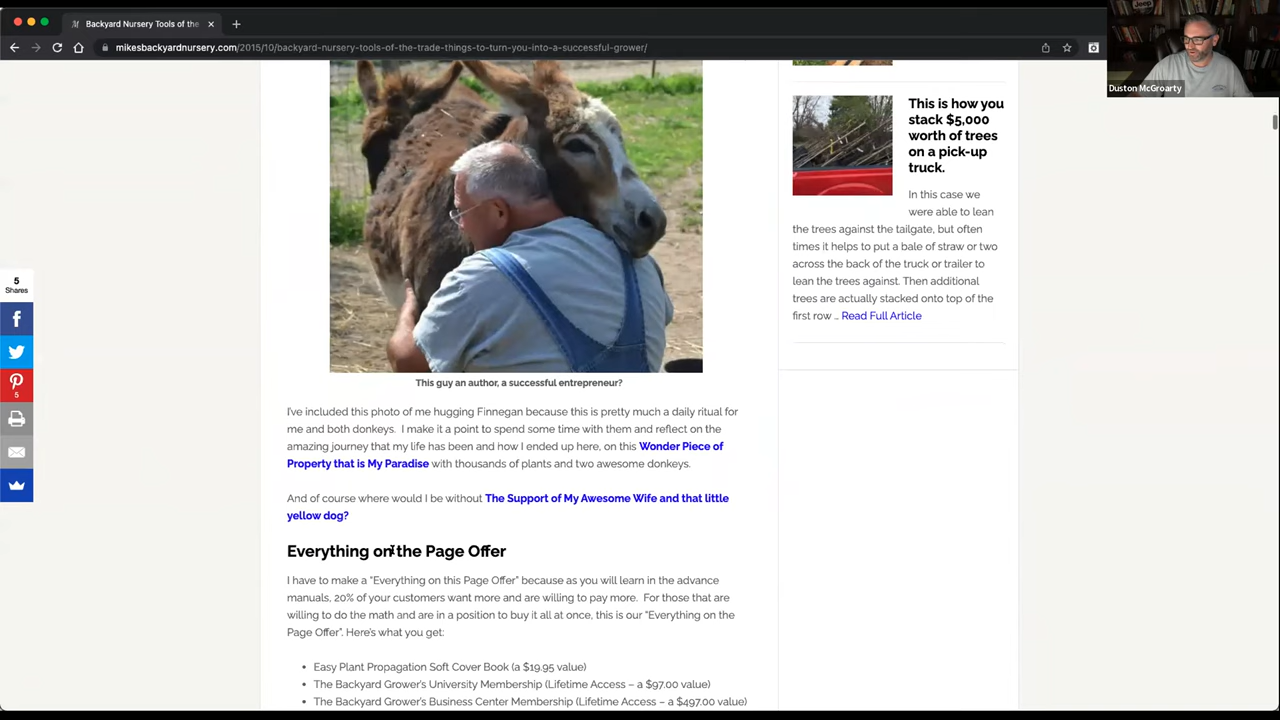 Backyard Nursery Tools of the
mikesbackyardnursery.com/2015/10/backyard-nursery-tools-of-the-trade-things-to-turn-you-into-a-successful-grower/
Jeep
Duston McGroarty
5
Shares
5
This guy an author, a successful entrepreneur?
I've included this photo of me hugging Finnegan because this is pretty much a daily ritual for
me and both donkeys. I make it a point to spend some time with them and reflect on the
amazing journey that my life has been and how I ended up here, on this Wonder Piece of
Property that is My Paradise with thousands of plants and two awesome donkeys.
And of course where would I be without The Support of My Awesome Wife and that little
yellow dog?
Everything on the Page Offer
I have to make a "Everything on this Page Offer" because as you will learn in the advance
manuals, 20% of your customers want more and are willing to pay more. For those that are
willing to do the math and are in a position to buy it all at once, this is our "Everything on the
Page Offer". Here's what you get:
• Easy Plant Propagation Soft Cover Book (a $19.95 value)
• The Backyard Grower's University Membership (Lifetime Access – a $97.00 value)
• The Backyard Grower's Business Center Membership (Lifetime Access – a $497.00 value)
This is how you
stack $5,000
worth of trees
on a pick-up
truck.
In this case we
were able to lean
the trees against the tailgate, but often
times it helps to put a bale of straw or two
across the back of the truck or trailer to
lean the trees against. Then additional
trees are actually stacked onto top of the
first row ... Read Full Article